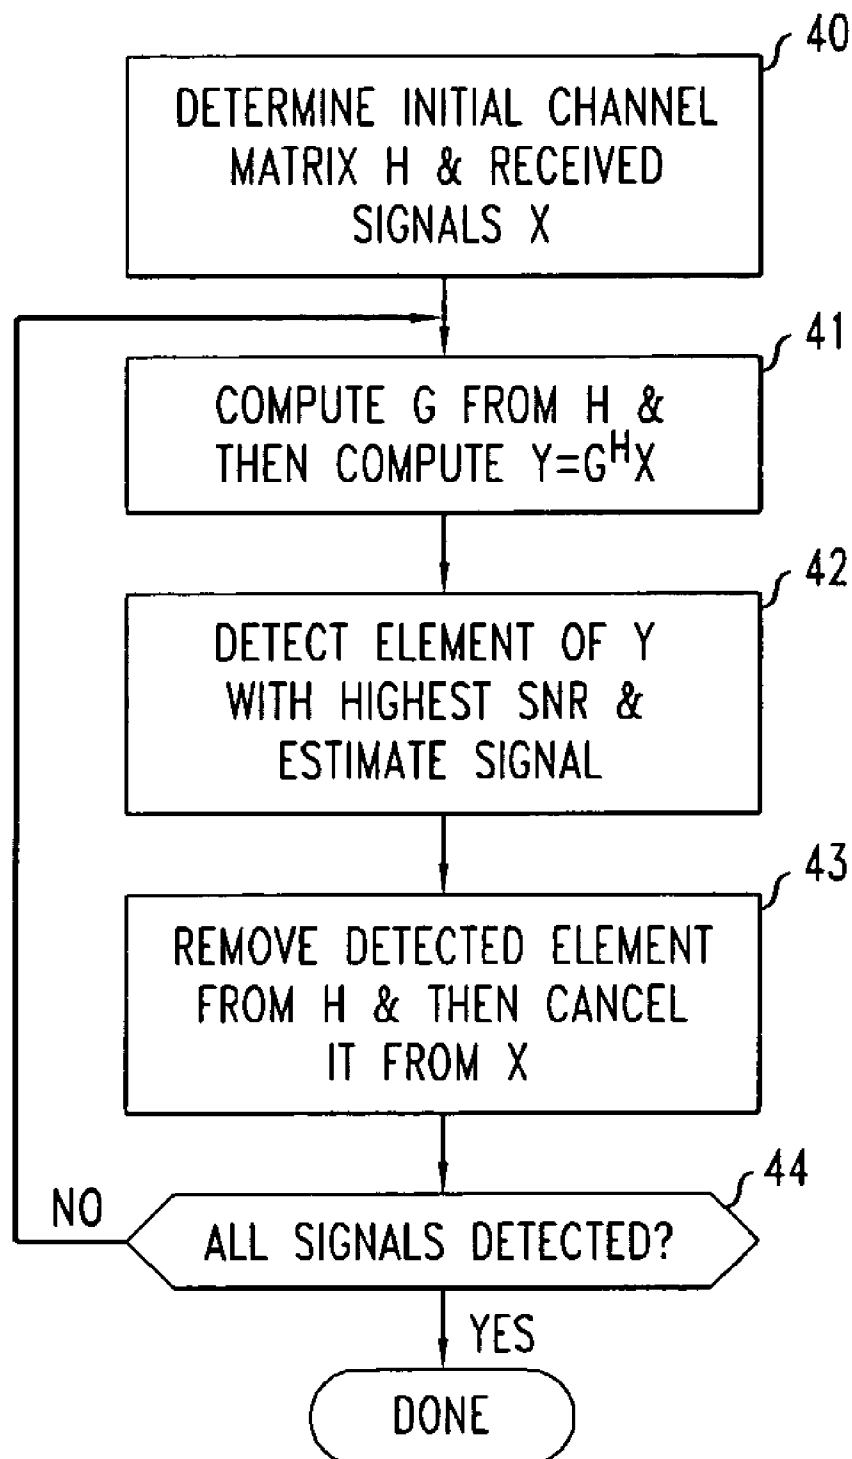 40
DETERMINE INITIAL CHANNEL
MATRIX H & RECEIVED
SIGNALS X
41
COMPUTE G FROM H &
THEN COMPUTE Y=G^HX
42
DETECT ELEMENT OF Y
WITH HIGHEST SNR &
ESTIMATE SIGNAL
43
REMOVE DETECTED ELEMENT
FROM H & THEN CANCEL
IT FROM X
44
NO
ALL SIGNALS DETECTED?
YES
DONE